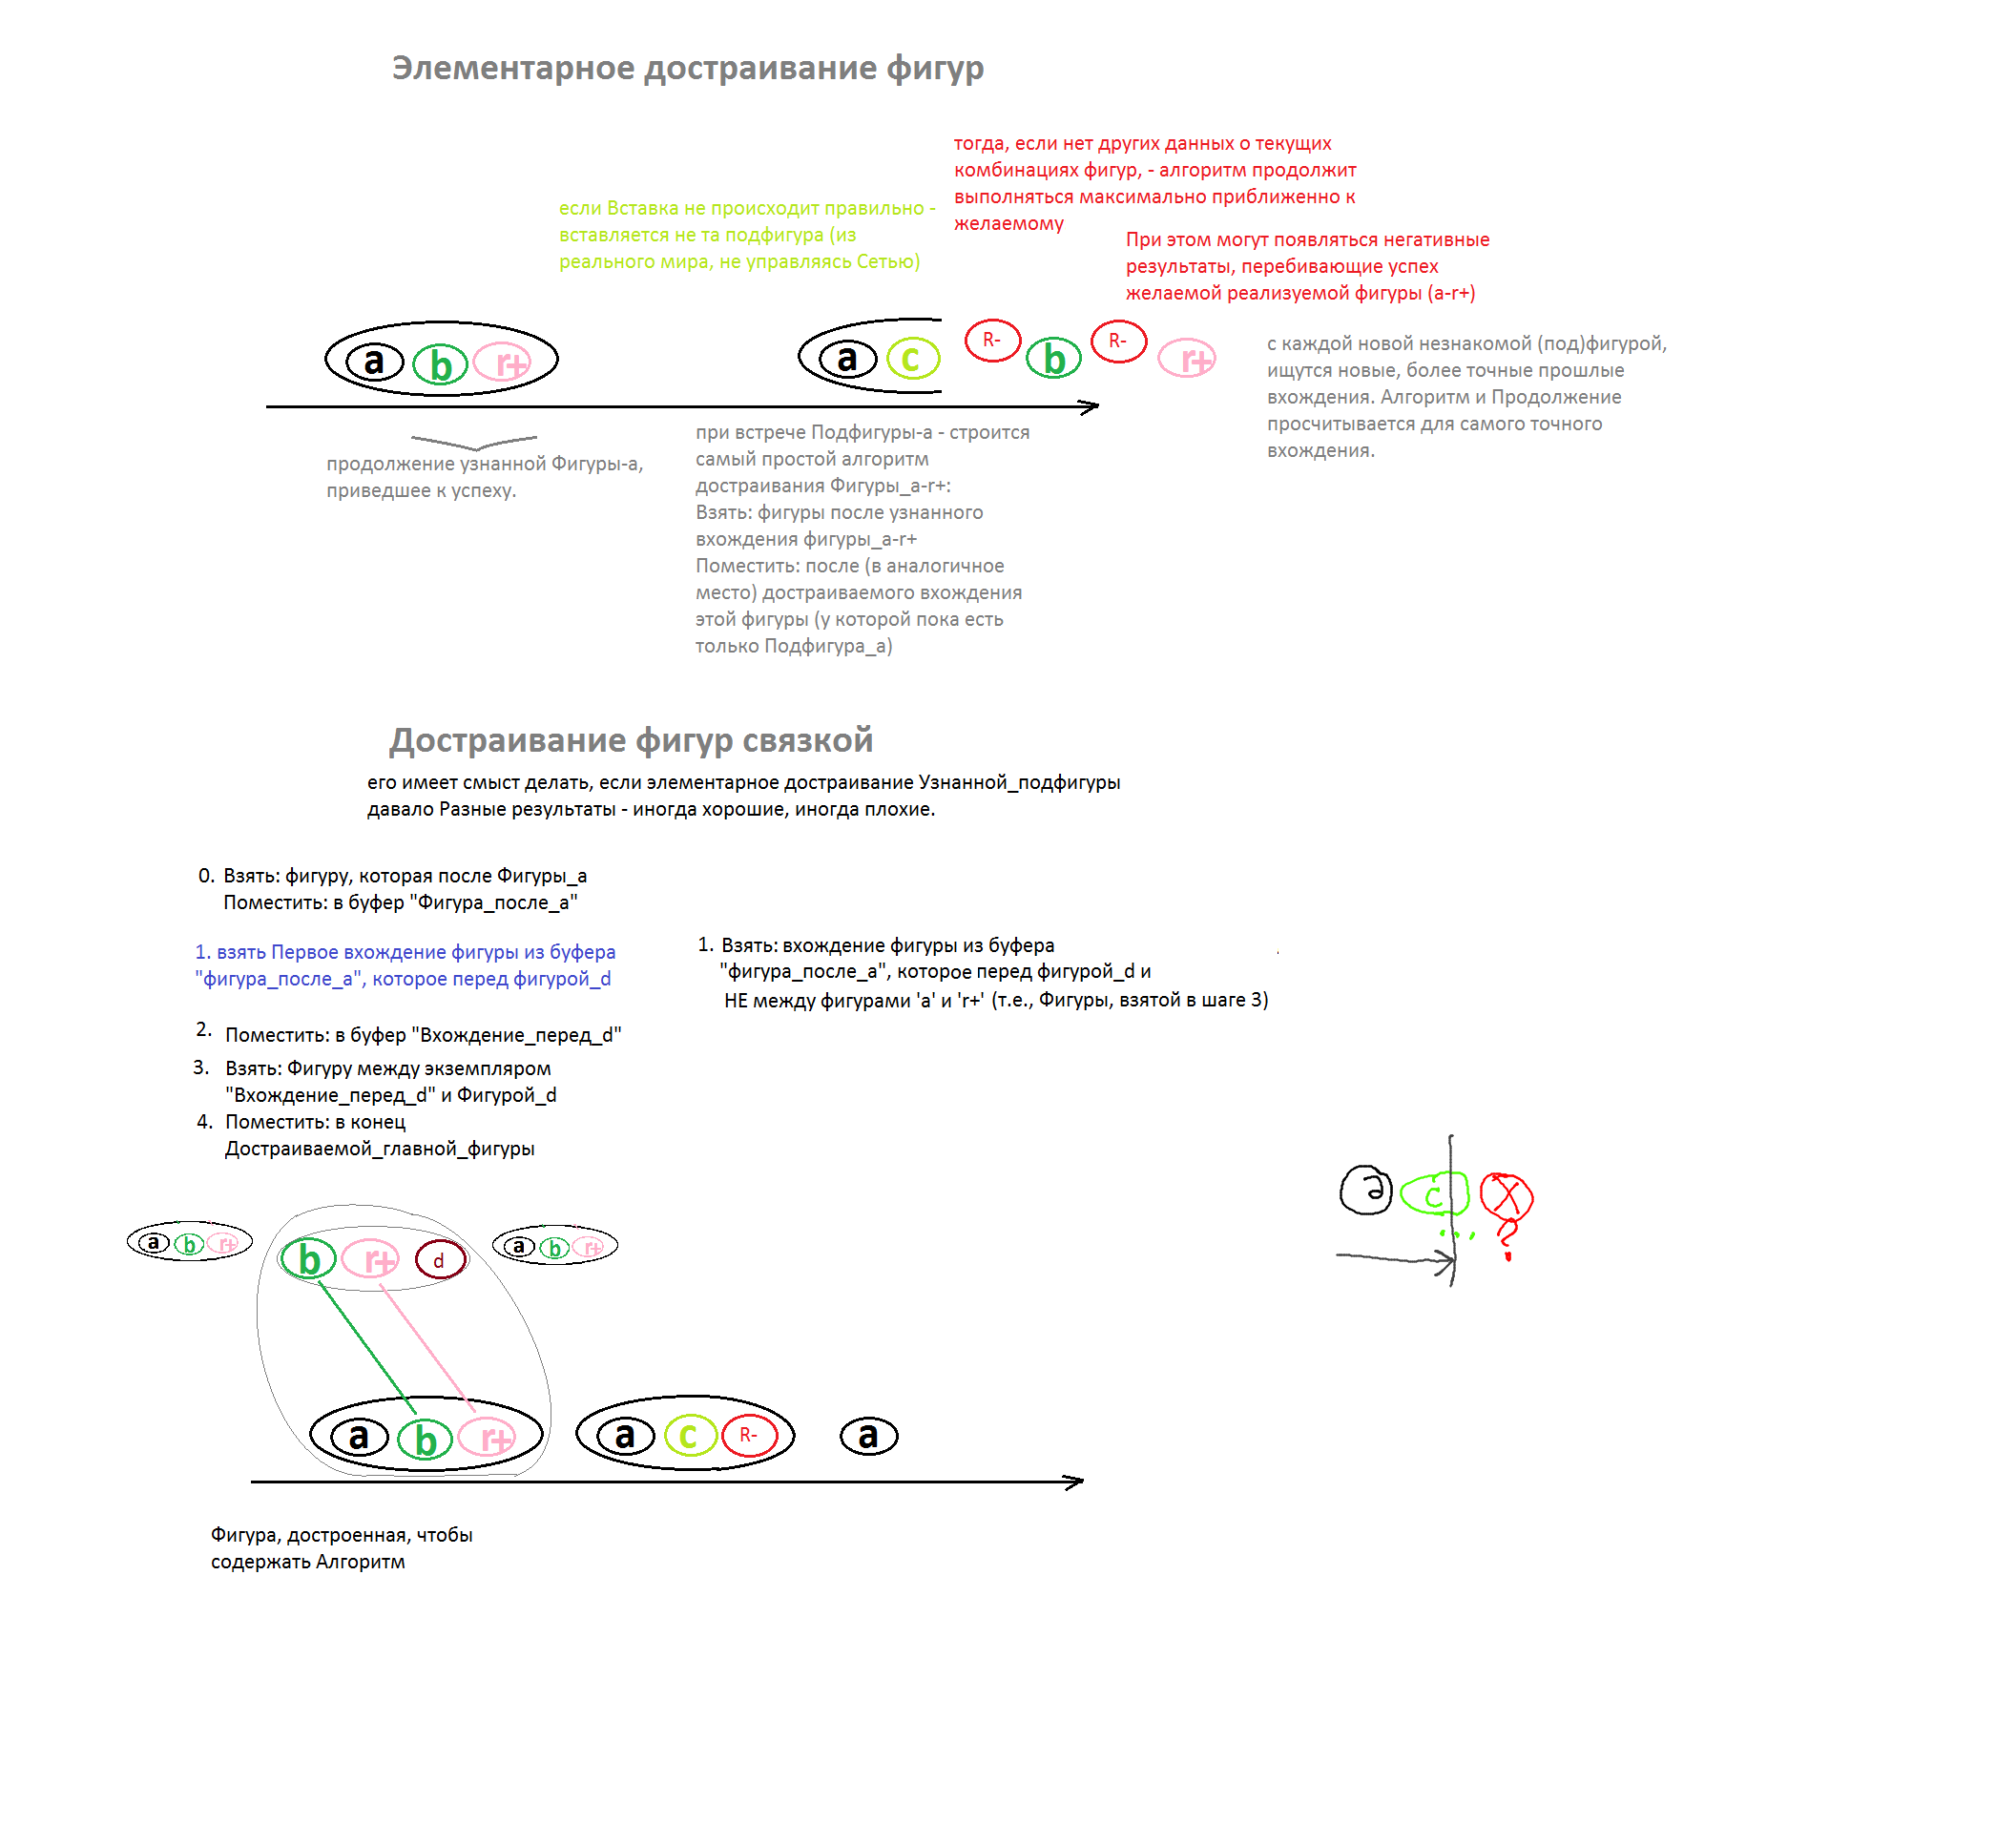 Элементарное достраивание фигур
тогда, если нет других данных о текущих
комбинациях фигур, - алгоритм продолжит
выполняться максимально приближенно к
желаемому
если Вставка не происходит правильно -
вставляется не та подфигура (из
реального мира, не управляясь Сетью)
При этом могут появляться негативные
результаты, перебивающие успех
желаемой реализуемой фигуры (a-r+)
a b r+
a c R- b R- r+
с каждой новой незнакомой (под)фигурой,
ищутся новые, более точные прошлые
вхождения. Алгоритм и Продолжение
просчитывается для самого точного
вхождения.
продолжение узнанной Фигуры-а,
приведшее к успеху.
при встрече Подфигуры-а - строится
самый простой алгоритм
достраивания Фигуры_a-r+:
Взять: фигуры после узнанного
вхождения фигуры_a-r+
Поместить: после (в аналогичное
место) достраиваемого вхождения
этой фигуры (у которой пока есть
только Подфигура_а)
Достраивание фигур связкой
его имеет смыст делать, если элементарное достраивание Узнанной_подфигуры
давало Разные результаты - иногда хорошие, иногда плохие.
0. Взять: фигуру, которая после Фигуры_а
Поместить: в буфер "Фигура_после_а"
1. взять Первое вхождение фигуры из буфера
"фигура_после_а", которое перед фигурой_d
2. Поместить: в буфер "Вхождение_перед_d"
3. Взять: Фигуру между экземпляром
"Вхождение_перед_d" и Фигурой_d
4. Поместить: в конец
Достраиваемой_главной_фигуры
1. Взять: вхождение фигуры из буфера
"фигура_после_а", которое перед фигурой_d и
НЕ между фигурами 'a' и 'r+' (т.е., Фигуры, взятой в шаге 3)
a c X
... ?
a b r+
b r+ d
a b r+
a b r+
a c R-
a
Фигура, достроенная, чтобы
содержать Алгоритм